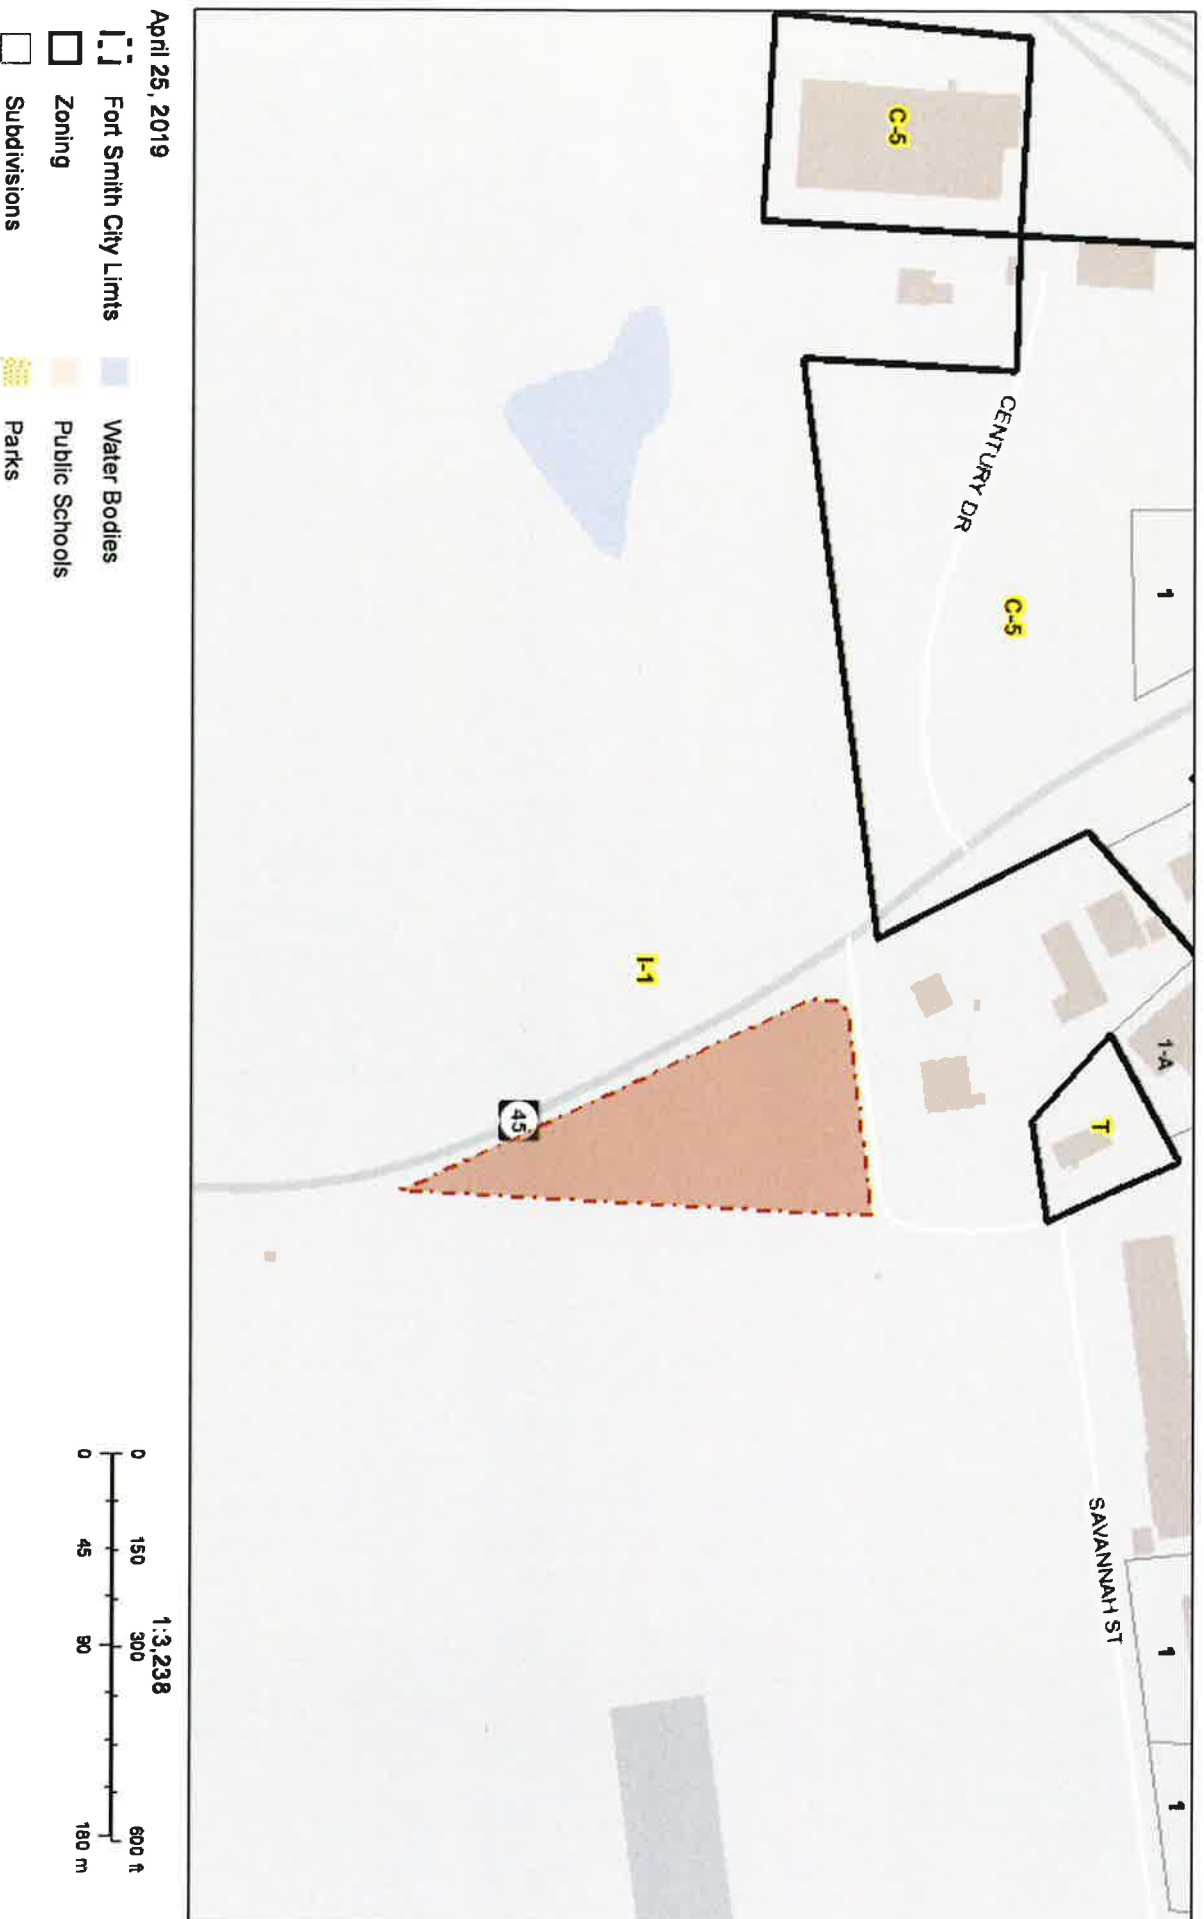 C-5
CENTURY DR
C-5
1
1-A
T
I-1
45
SAVANNAH ST
1
1
April 25, 2019
Fort Smith City Limts
Zoning
Subdivisions
Water Bodies
Public Schools
Parks
1:3,238
0 150 300 600 ft
0 45 90 180 m